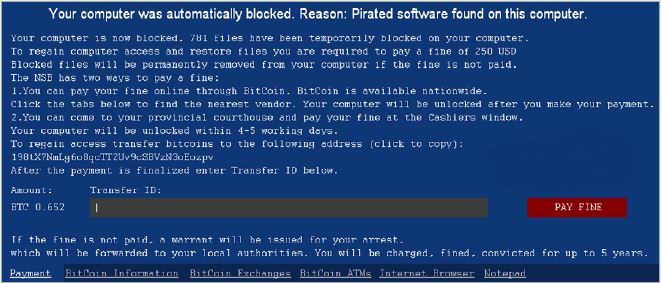 Your computer was automatically blocked. Reason: Pirated software found on this computer.
Your computer is now blocked. 781 files have been temporarily blocked on your computer.
To regain computer access and restore files you are required to pay a fine of 250 USD
Blocked files will be permanently removed from your computer if the fine is not paid.
The NSB has two ways to pay a fine:
1.You can pay your fine online through BitCoin. BitCoin is available nationwide.
Click the tabs below to find the nearest vendor. Your computer will be unlocked after you make your payment.
2.You can come to your provincial courthouse and pay your fine at the Cashiers window.
Your computer will be unlocked within 4-5 working days.
To regain access transfer bitcoins to the following address (click to copy):
After the payment is finalized enter Transfer ID below.
Amount: Transfer ID:
BTC 0.652 PAY FINE
If the fine is not paid. a warrant will be issued for your arrest.
which will be forwarded to your local authorities. You will be charged, fined, convicted for up to 5 years.
Payment BitCoin Information BitCoin Exchanges BitCoin ATMs Internet Browser Notepad